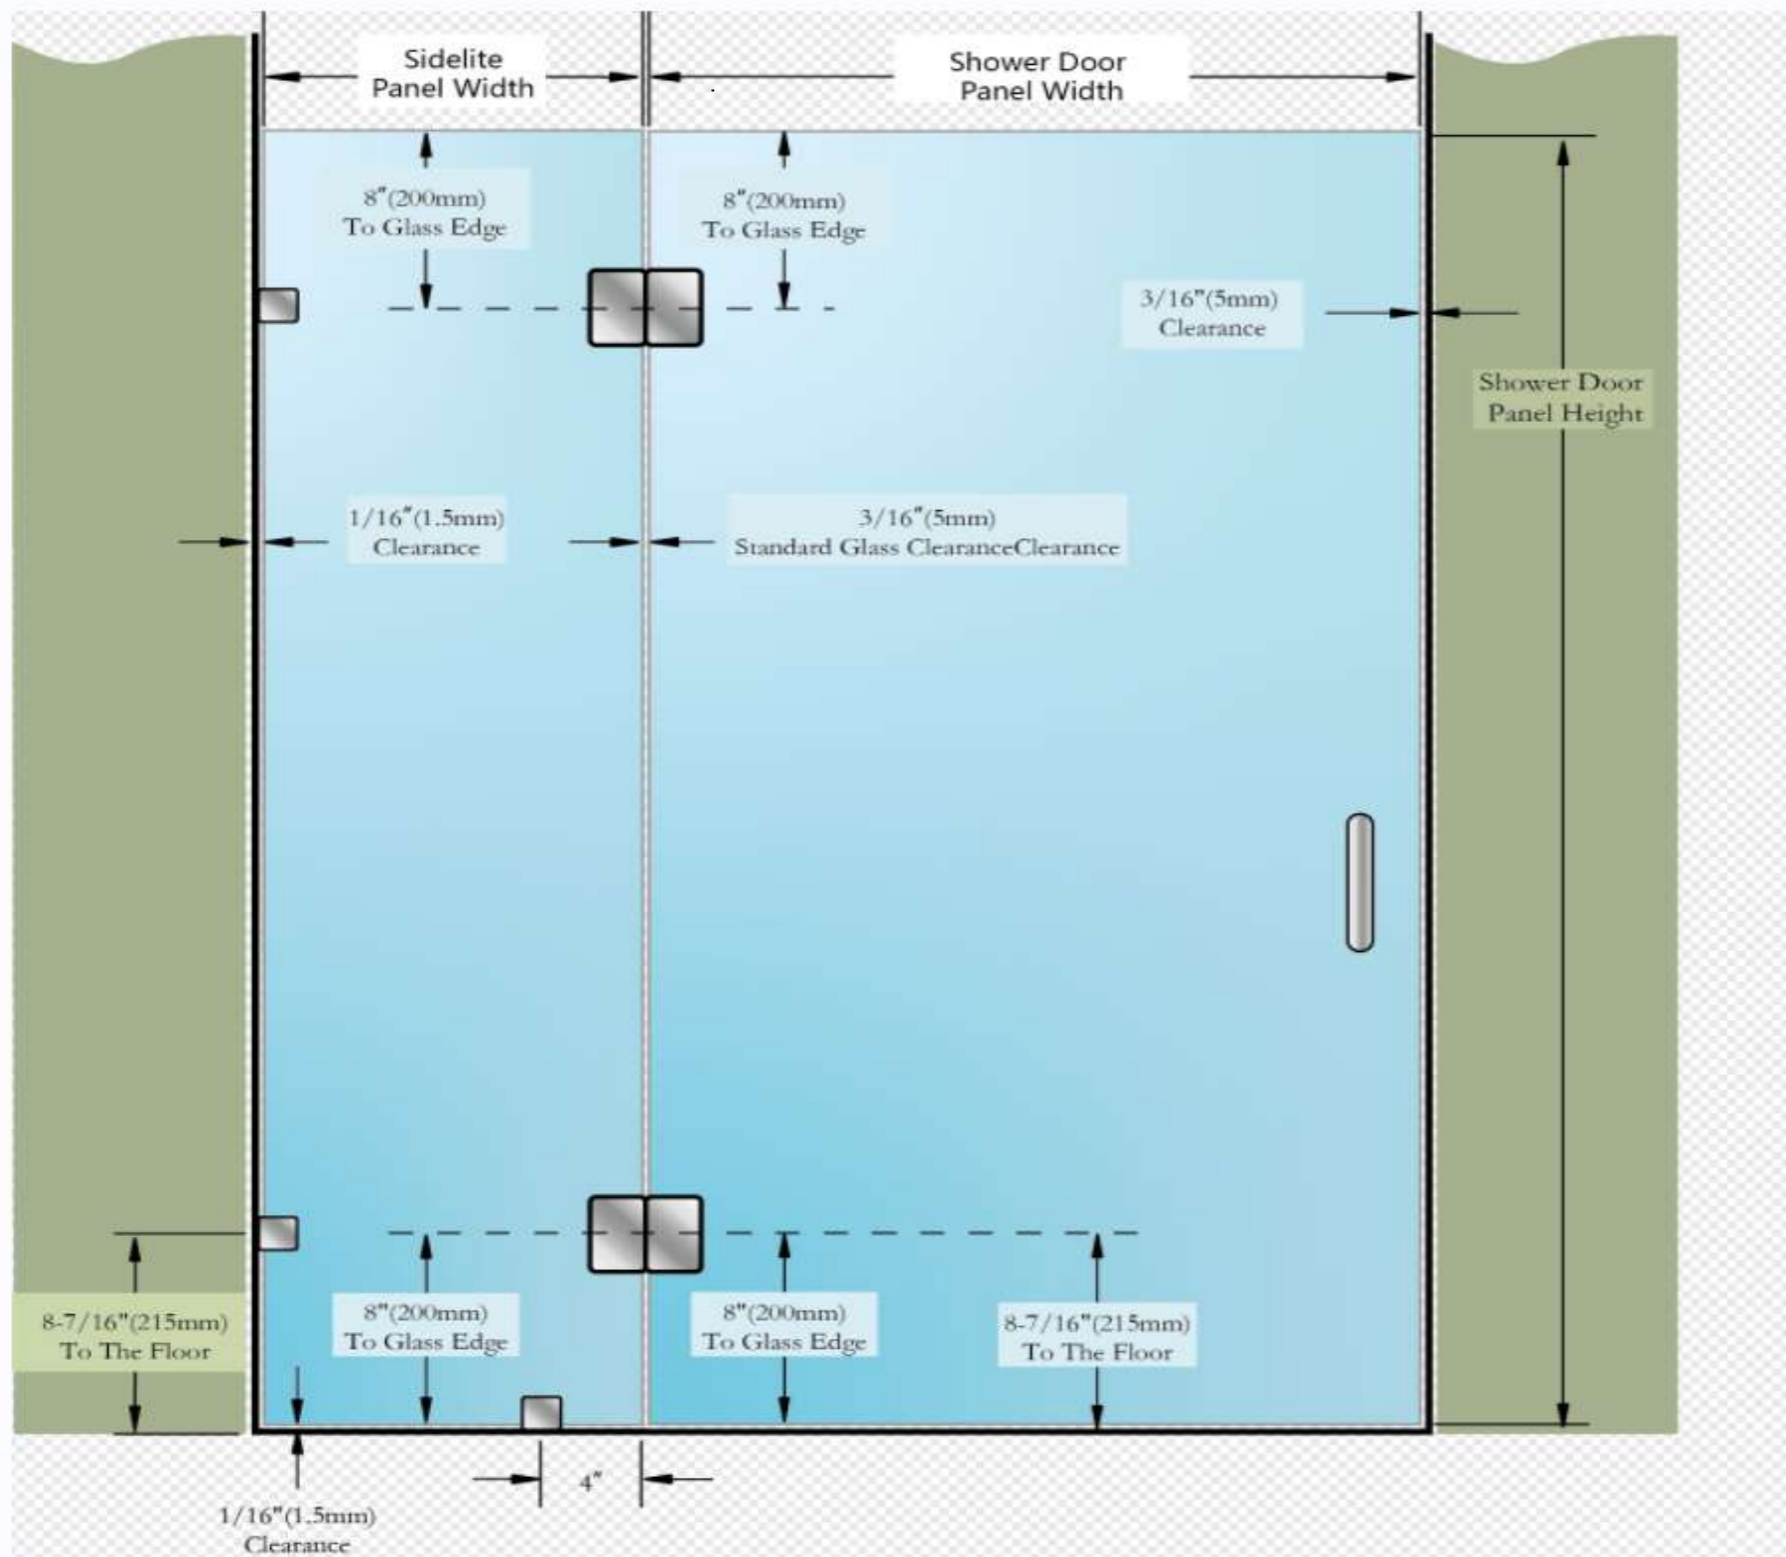 Sidelite
Panel Width
Shower Door
Panel Width
8"(200mm)
To Glass Edge
8"(200mm)
To Glass Edge
3/16"(5mm)
Clearance
Shower Door
Panel Height
1/16"(1.5mm)
Clearance
3/16"(5mm)
Standard Glass ClearanceClearance
8-7/16"(215mm)
To The Floor
8"(200mm)
To Glass Edge
8"(200mm)
To Glass Edge
8-7/16"(215mm)
To The Floor
4"
1/16"(1.5mm)
Clearance